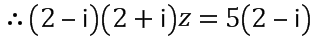 ∴ (2 – i)(2 + i)z = 5(2 – i)